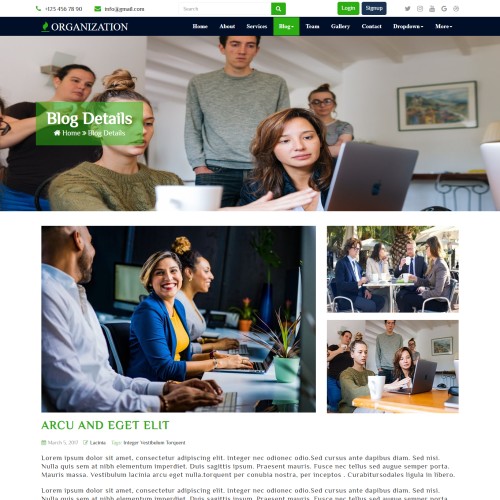 +123 456 78 90
info@gmail.com
Search
Login
Signup
ORGANIZATION
Home
About
Services
Blog
Team
Gallery
Contact
Dropdown
More
Blog Details
Home » Blog Details
ARCU AND EGET ELIT
March 5, 2017
Lacinia
Tags: Integer Vestibulum Torquent
Lorem ipsum dolor sit amet, consectetur adipiscing elit. Integer nec odionec odio.Sed cursus ante dapibus diam. Sed nisi.
Nulla quis sem at nibh elementum imperdiet. Duis sagittis ipsum. Praesent mauris. Fusce nec tellus sed augue semper porta.
Mauris massa. Vestibulum lacinia arcu eget nulla.torquent per conubia nostra, per inceptos . Curabitursodales ligula in libero.
Lorem ipsum dolor sit amet, consectetur adipiscing elit. Integer nec odionec odio.Sed cursus ante dapibus diam. Sed nisi.
Nulla quis sem at nibh elementum imperdiet. Duis sagittis ipsum. Praesent mauris. Fusce nec tellus sed augue semper porta.